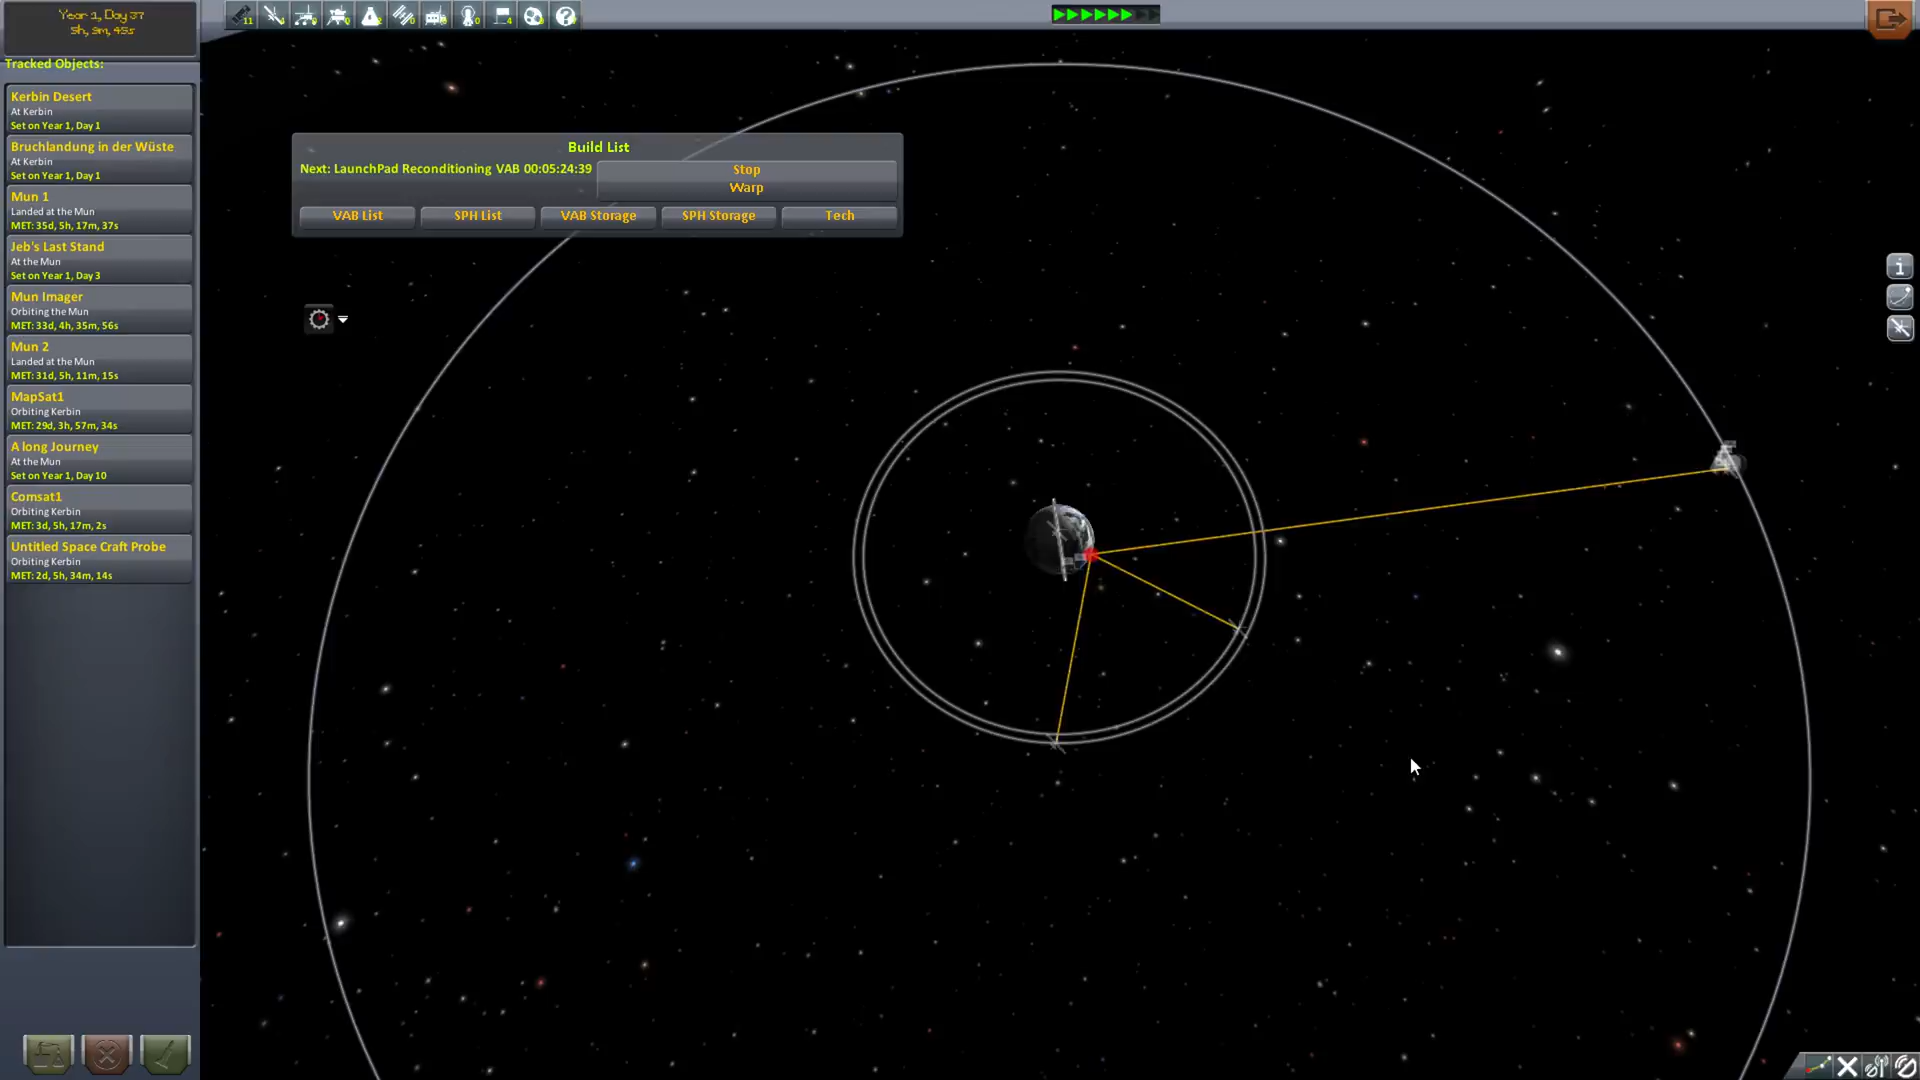 Year 1, Day 37
5h, 9m, 45s
Tracked Objects:
Kerbin Desert
At Kerbin
Set on Year 1, Day 1
Bruchlandung in der Wüste
At Kerbin
Set on Year 1, Day 1
Mun 1
Landed at the Mun
MET: 35d, 5h, 17m, 37s
Jeb's Last Stand
At the Mun
Set on Year 1, Day 3
Mun Imager
Orbiting the Mun
MET: 33d, 4h, 35m, 56s
Mun 2
Landed at the Mun
MET: 31d, 5h, 11m, 15s
MapSat1
Orbiting Kerbin
MET: 29d, 3h, 57m, 34s
A long Journey
At the Mun
Set on Year 1, Day 10
Comsat1
Orbiting Kerbin
MET: 3d, 5h, 17m, 2s
Untitled Space Craft Probe
Orbiting Kerbin
MET: 2d, 5h, 34m, 14s
Build List
Next: LaunchPad Reconditioning VAB 00:05:24:39
Stop
Warp
VAB List
SPH List
VAB Storage
SPH Storage
Tech